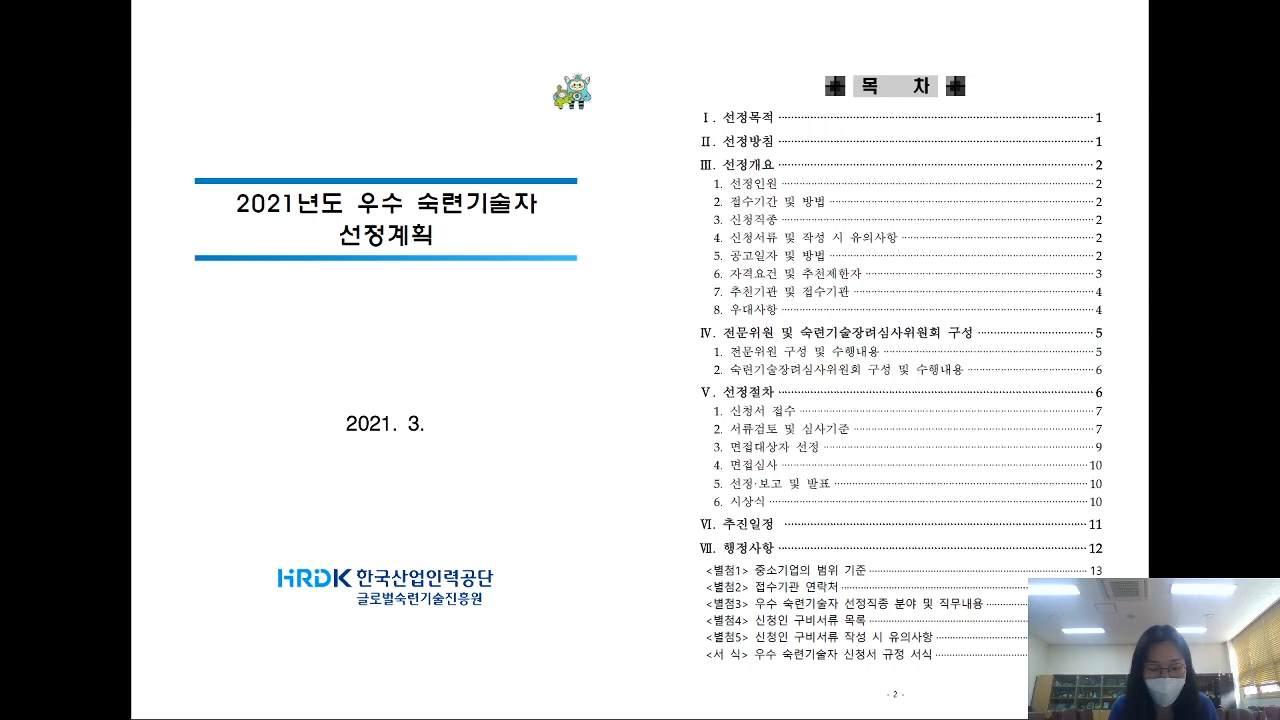 2021년도 우수 숙련기술자
선정계획
2021. 3.
HRDK 한국산업인력공단
글로벌숙련기술진흥원
목 차
Ⅰ. 선정목적 1
Ⅱ. 선정방침 1
Ⅲ. 선정개요 2
1. 선정인원 2
2. 접수기간 및 방법 2
3. 신청직종 2
4. 신청서류 및 작성 시 유의사항 2
5. 공고일자 및 방법 2
6. 자격요건 및 추천제한자 3
7. 추천기관 및 접수기관 4
8. 우대사항 4
Ⅳ. 전문위원 및 숙련기술장려심사위원회 구성 5
1. 전문위원 구성 및 수행내용 5
2. 숙련기술장려심사위원회 구성 및 수행내용 6
Ⅴ. 선정절차 6
1. 신청서 접수 7
2. 서류검토 및 심사기준 7
3. 면접대상자 선정 9
4. 면접심사 10
5. 선정·보고 및 발표 10
6. 시상식 10
Ⅵ. 추진일정 11
Ⅶ. 행정사항 12
<별첨1> 중소기업의 범위 기준 13
<별첨2> 접수기관 연락처
<별첨3> 우수 숙련기술자 선정직종 분야 및 직무내용
<별첨4> 신청인 구비서류 목록
<별첨5> 신청인 구비서류 작성 시 유의사항
<서 식> 우수 숙련기술자 신청서 규정 서식
- 2 -